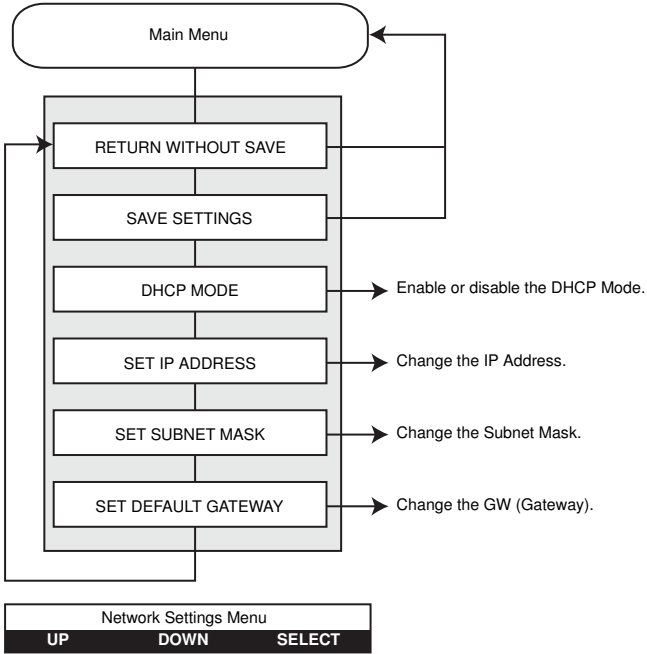 Main Menu
RETURN WITHOUT SAVE
SAVE SETTINGS
DHCP MODE
Enable or disable the DHCP Mode.
SET IP ADDRESS
Change the IP Address.
SET SUBNET MASK
Change the Subnet Mask.
SET DEFAULT GATEWAY
Change the GW (Gateway).
Network Settings Menu
UP DOWN SELECT